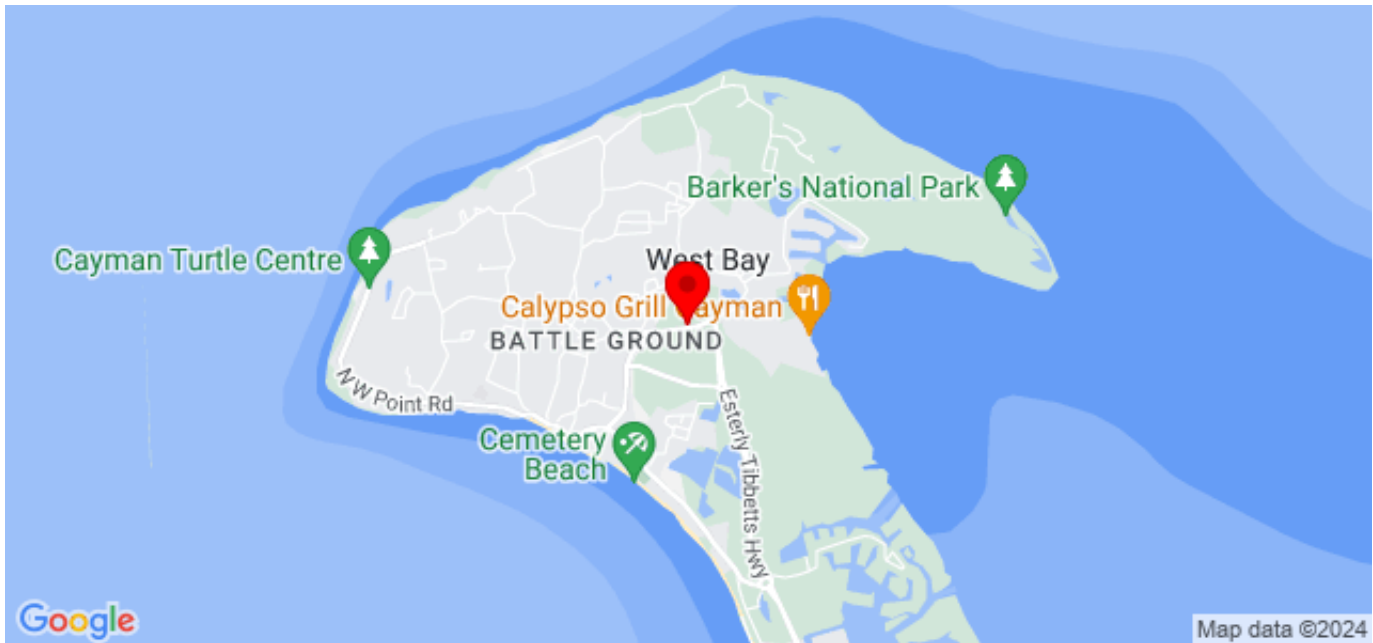 Barker's National Park
Cayman Turtle Centre
West Bay
Calypso Grill Cayman
BATTLE GROUND
NW Point Rd
Esterly Tibbetts Hwy
Cemetery
Beach
Google
Map data ©2024